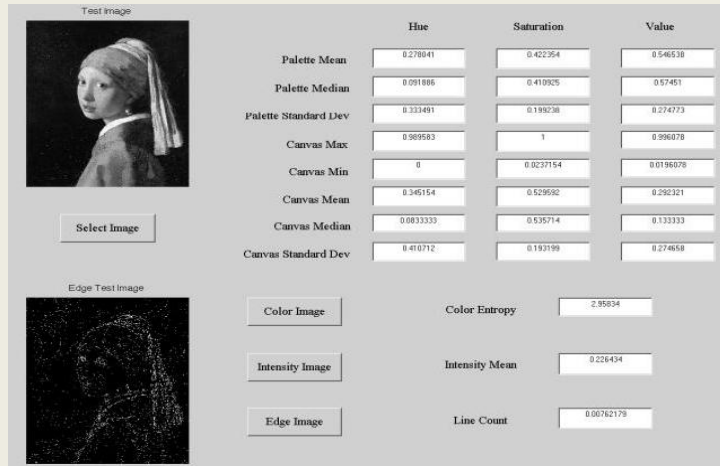 Test Image
Hue Saturation Value
Palette Mean 0.278041 0.422354 0.546538
Palette Median 0.091886 0.410925 0.57451
Palette Standard Dev 0.333491 0.199238 0.274773
Canvas Max 0.989583 1 0.996078
Canvas Min 0 0.0237154 0.0196078
Canvas Mean 0.345154 0.529592 0.292321
Select Image
Canvas Median 0.0833333 0.535714 0.133333
Canvas Standard Dev 0.410712 0.193199 0.274658
Edge Test Image
Color Image Color Entropy 2.95834
Intensity Image Intensity Mean 0.226434
Edge Image Line Count 0.00762179